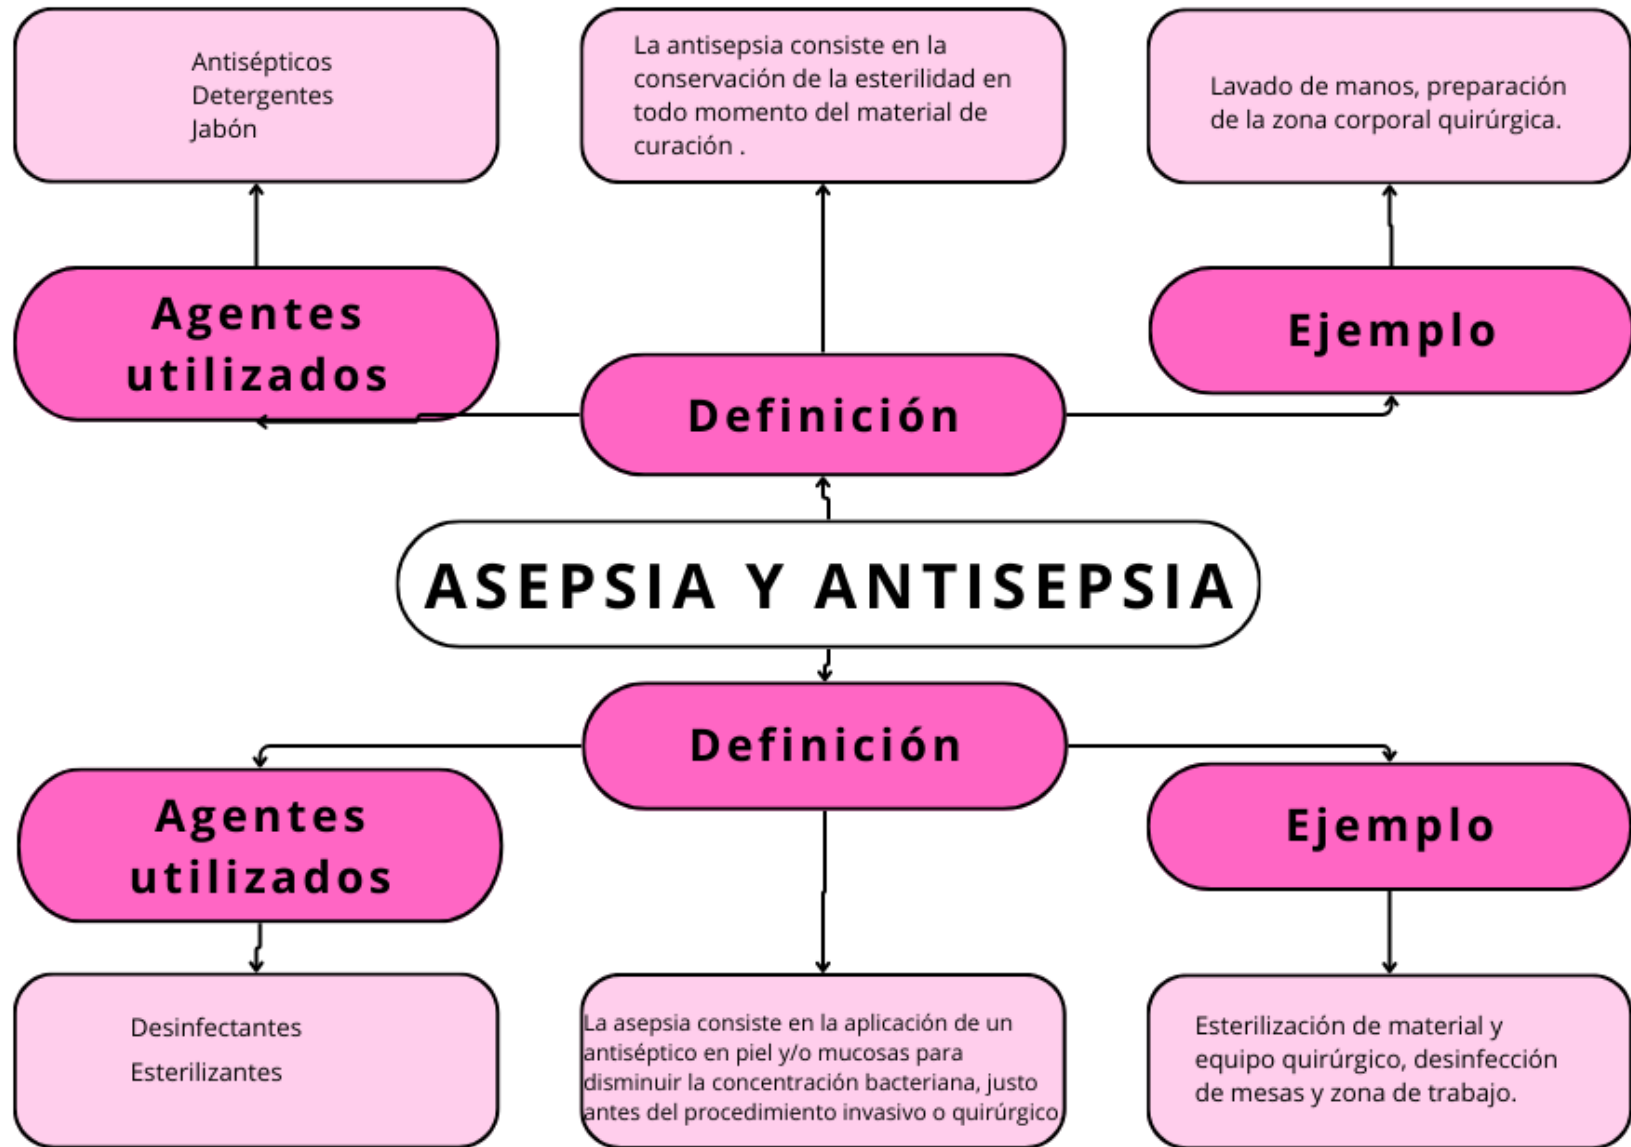 Antisépticos
Detergentes
Jabón
La antisepsia consiste en la
conservación de la esterilidad en
todo momento del material de
curación .
Lavado de manos, preparación
de la zona corporal quirúrgica.
Agentes
utilizados
Definición
Ejemplo
ASEPSIA Y ANTISEPSIA
Definición
Agentes
utilizados
Ejemplo
Desinfectantes
Esterilizantes
La asepsia consiste en la aplicación de un
antiséptico en piel y/o mucosas para
disminuir la concentración bacteriana, justo
antes del procedimiento invasivo o quirúrgico
Esterilización de material y
equipo quirúrgico, desinfección
de mesas y zona de trabajo.